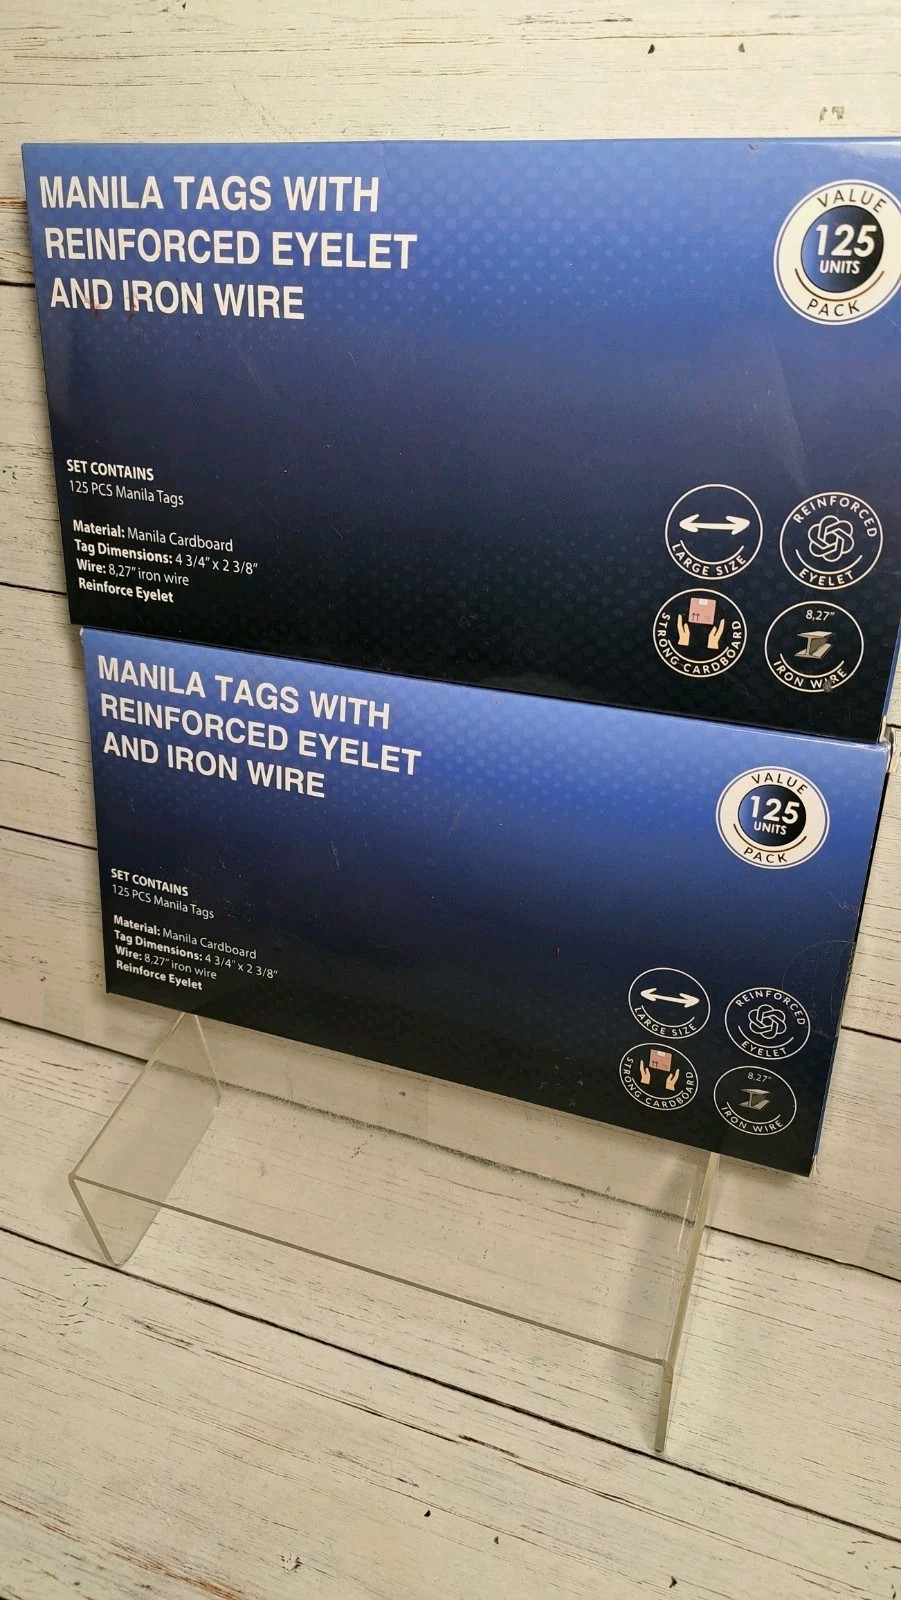 MANILA TAGS WITH
REINFORCED EYELET
AND IRON WIRE
VALUE
125
UNITS
PACK
SET CONTAINS
125 PCS Manila Tags
Material: Manila Cardboard
Tag Dimensions: 4 3/4" x 2 3/8"
Wire: 8,27" iron wire
Reinforce Eyelet
LARGE SIZE
REINFORCED
EYELET
STRONG CARDBOARD
8,27"
IRON WIRE
MANILA TAGS WITH
REINFORCED EYELET
AND IRON WIRE
VALUE
125
UNITS
PACK
SET CONTAINS
125 PCS Manila Tags
Material: Manila Cardboard
Tag Dimensions: 4 3/4" x 2 3/8"
Wire: 8,27" iron wire
Reinforce Eyelet
LARGE SIZE
REINFORCED
EYELET
STRONG CARDBOARD
8,27"
IRON WIRE